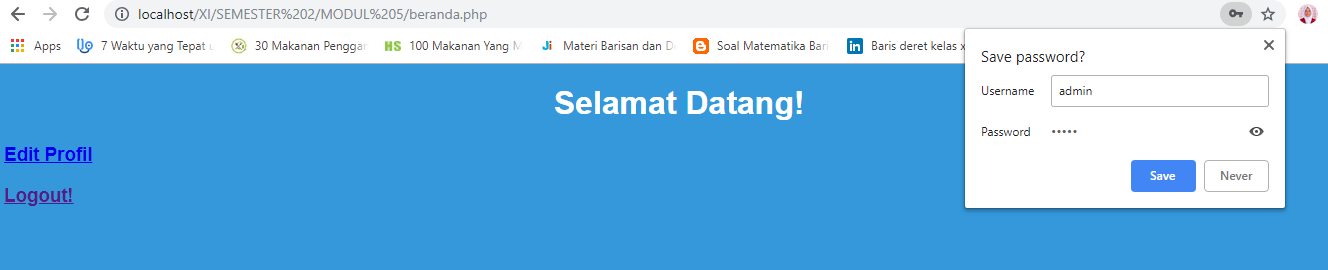 localhost/XI/SEMESTER%202/MODUL%205/beranda.php
Apps 7 Waktu yang Tepat 30 Makanan Penggar 100 Makanan Yang Materi Barisan dan Soal Matematika Bari Baris deret kelas x
Save password?
Username admin
Password •••••
Save Never
Selamat Datang!
Edit Profil
Logout!